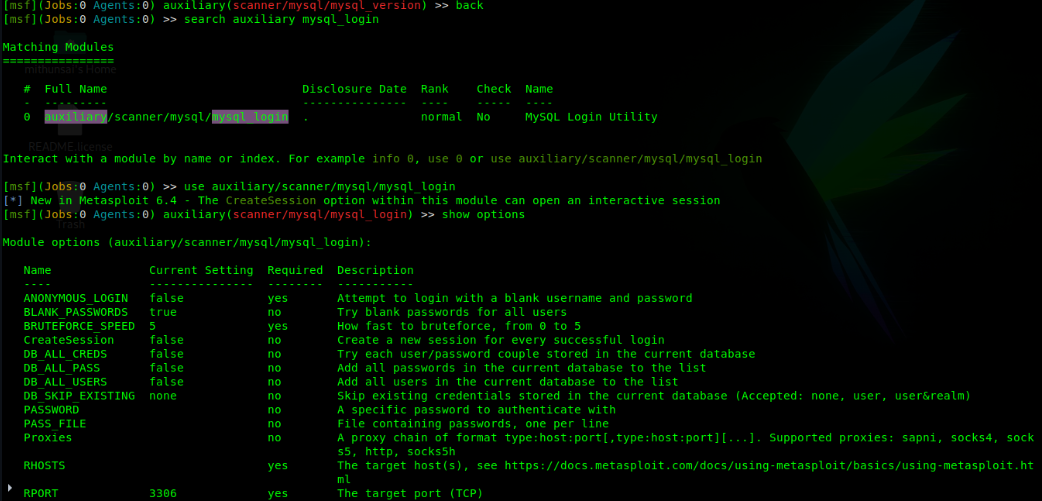 [msf](Jobs:0 Agents:0) auxiliary(scanner/mysql/mysql_version) >> back
[msf](Jobs:0 Agents:0) >> search auxiliary mysql_login
Matching Modules
================
mithunsai's Home
#  Full Name                            Disclosure Date  Rank    Check  Name
-  ---------                            ---------------  ----    -----  ----
0  auxiliary/scanner/mysql/mysql_login  .                normal  No     MySQL Login Utility
README.license
Interact with a module by name or index. For example info 0, use 0 or use auxiliary/scanner/mysql/mysql_login
[msf](Jobs:0 Agents:0) >> use auxiliary/scanner/mysql/mysql_login
[*] New in Metasploit 6.4 - The CreateSession option within this module can open an interactive session
[msf](Jobs:0 Agents:0) auxiliary(scanner/mysql/mysql_login) >> show options
Trash
Module options (auxiliary/scanner/mysql/mysql_login):
Name              Current Setting  Required  Description
----              ---------------  --------  -----------
ANONYMOUS_LOGIN   false            yes       Attempt to login with a blank username and password
BLANK_PASSWORDS   true             no        Try blank passwords for all users
BRUTEFORCE_SPEED  5                yes       How fast to bruteforce, from 0 to 5
CreateSession     false            no        Create a new session for every successful login
DB_ALL_CREDS      false            no        Try each user/password couple stored in the current database
DB_ALL_PASS       false            no        Add all passwords in the current database to the list
DB_ALL_USERS      false            no        Add all users in the current database to the list
DB_SKIP_EXISTING  none             no        Skip existing credentials stored in the current database (Accepted: none, user, user&realm)
PASSWORD                           no        A specific password to authenticate with
PASS_FILE                          no        File containing passwords, one per line
Proxies                            no        A proxy chain of format type:host:port[,type:host:port][...]. Supported proxies: sapni, socks4, sock
s5, http, socks5h
RHOSTS                             yes       The target host(s), see https://docs.metasploit.com/docs/using-metasploit/basics/using-metasploit.ht
ml
RPORT             3306             yes       The target port (TCP)